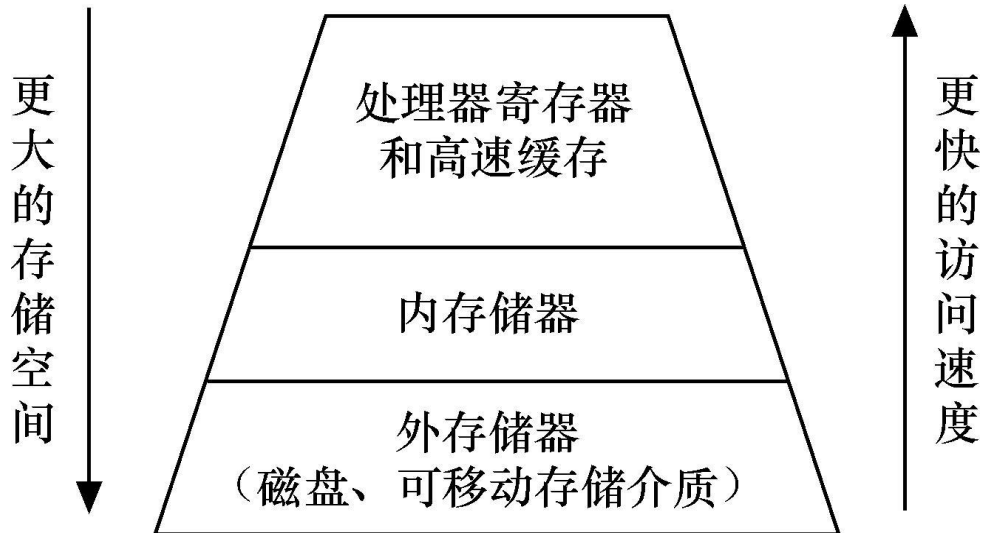 更大的存储空间
处理器寄存器
和高速缓存
内存储器
外存储器
（磁盘、可移动存储介质）
更快的访问速度